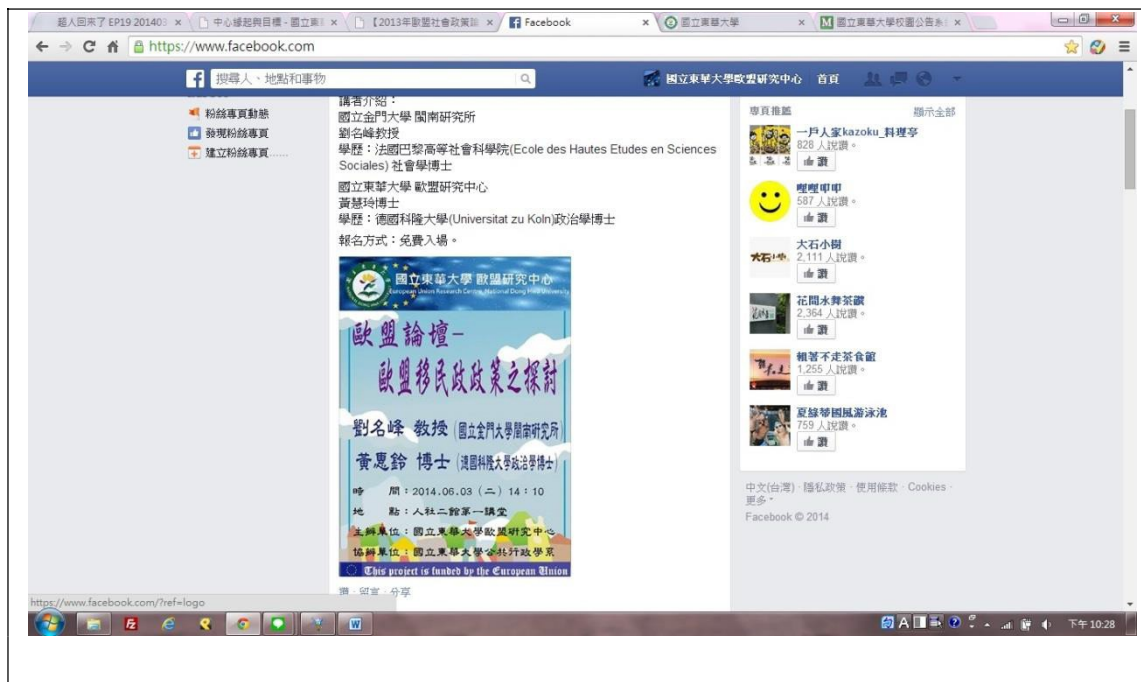 超人回來了 EP19 20140
中心緣起與目標 - 國立東
【2013年歐盟社會政策論
Facebook
國立東華大學
國立東華大學校園公告系
https://www.facebook.com
搜尋人、地點和事物
國立東華大學歐盟研究中心 首頁
粉絲專頁動態
發現粉絲專頁
建立粉絲專頁……
講者介紹：
國立金門大學 閩南研究所
劉名峰教授
學歷：法國巴黎高等社會科學院(Ecole des Hautes Etudes en Sciences
Sociales) 社會學博士
國立東華大學 歐盟研究中心
黃慧玲博士
學歷：德國科隆大學(Universitat zu Koln)政治學博士
報名方式：免費入場。
國立東華大學 歐盟研究中心
European Union Research Centre, National Dong Hwa University
歐盟論壇－
歐盟移民政政策之探討
劉名峰 教授（國立金門大學閩南研究所）
黃惠鈴 博士（德國科隆大學政治學博士）
時 間：2014.06.03（二）14：10
地 點：人社二館第一講堂
主辦單位：國立東華大學歐盟研究中心
協辦單位：國立東華大學公共行政學系
This project is funded by the European Union
讚 · 留言 · 分享
專頁推薦 顯示全部
一戶人家kazoku_料理亭
828 人說讚。
讚
587 人說讚。
讚
大石小樹
大石小樹
2,111 人說讚。
讚
花間水舞茶
2,364 人說讚。
讚
賴著不走茶食館
1,255 人說讚。
讚
夏綠蒂國風游泳池
759 人說讚。
讚
中文(台灣) · 隱私政策 · 使用條款 · Cookies ·
更多
Facebook © 2014
https://www.facebook.com/?ref=logo
下午 10:28